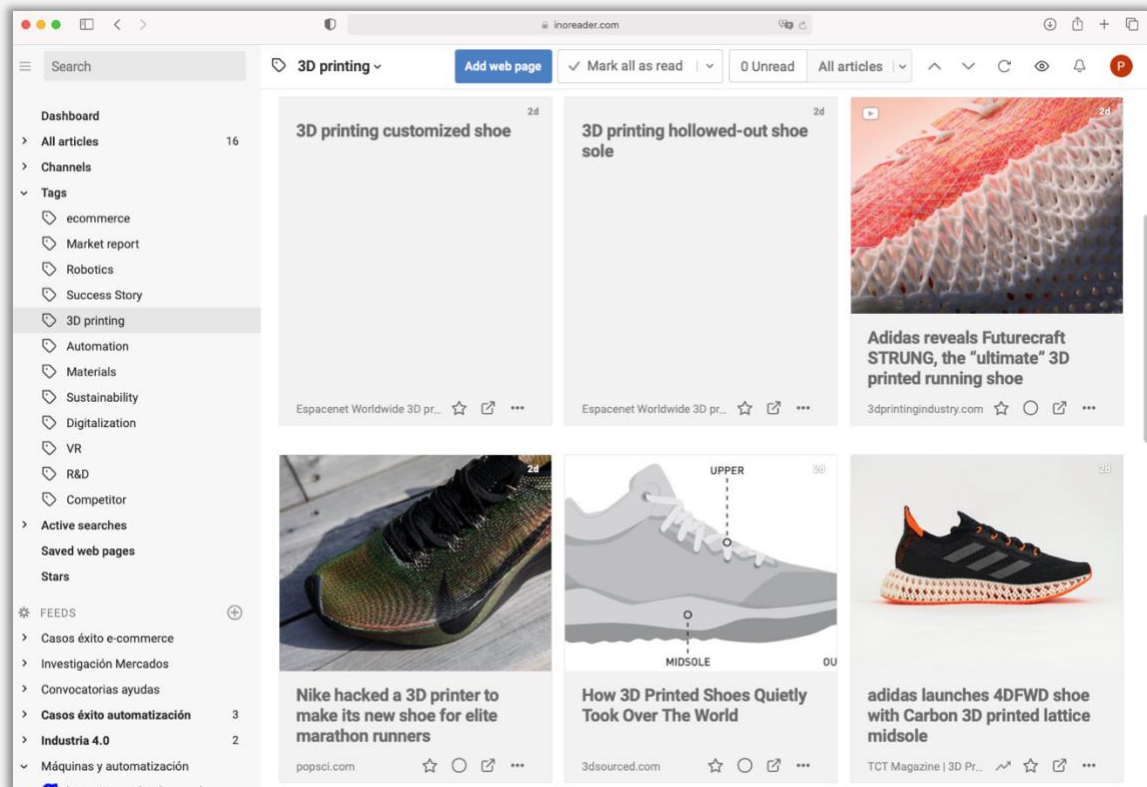 inoreader.com
Search
3D printing
Add web page
Mark all as read
0 Unread
All articles
P
Dashboard
All articles 16
Channels
Tags
ecommerce
Market report
Robotics
Success Story
3D printing
Automation
Materials
Sustainability
Digitalization
VR
R&D
Competitor
Active searches
Saved web pages
Stars
FEEDS
Casos éxito e-commerce
Investigación Mercados
Convocatorias ayudas
Casos éxito automatización 3
Industria 4.0 2
Máquinas y automatización
2d
3D printing customized shoe
Espacenet Worldwide 3D pr...
2d
3D printing hollowed-out shoe
sole
Espacenet Worldwide 3D pr...
2d
Adidas reveals Futurecraft
STRUNG, the “ultimate” 3D
printed running shoe
3dprintingindustry.com
2d
Nike hacked a 3D printer to
make its new shoe for elite
marathon runners
popsci.com
2d
UPPER
MIDSOLE
OU
How 3D Printed Shoes Quietly
Took Over The World
3dsourced.com
2d
adidas launches 4DFWD shoe
with Carbon 3D printed lattice
midsole
TCT Magazine | 3D Pr...